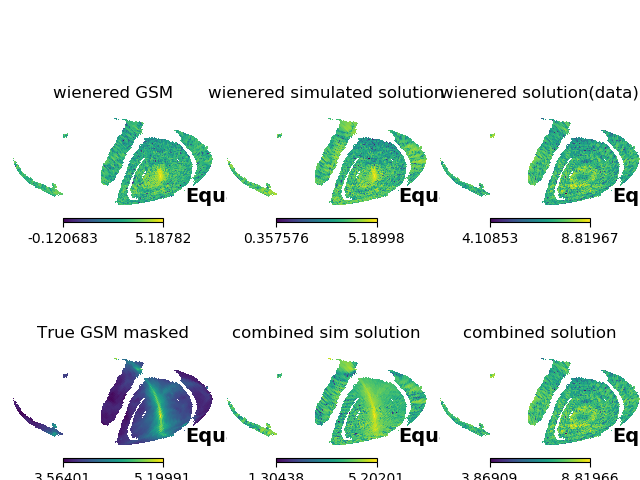 wienered GSM
wienered simulated solution
wienered solution(data)
Equ
Equ
Eq
-0.120683 5.18782
0.357576 5.18998
4.10853 8.81967
True GSM masked
combined sim solution
combined solution
Equ
Equ
Eq
3.56401 5.19991
1.30438 5.20201
3.86909 8.81966